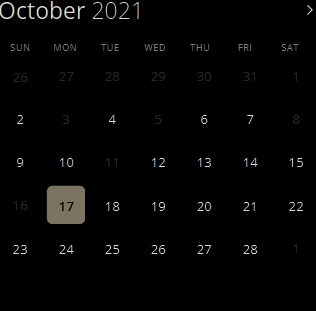 October 2021 >
SUN MON TUE WED THU FRI SAT
26 27 28 29 30 31 1
2 3 4 5 6 7 8
9 10 11 12 13 14 15
16 17 18 19 20 21 22
23 24 25 26 27 28 1